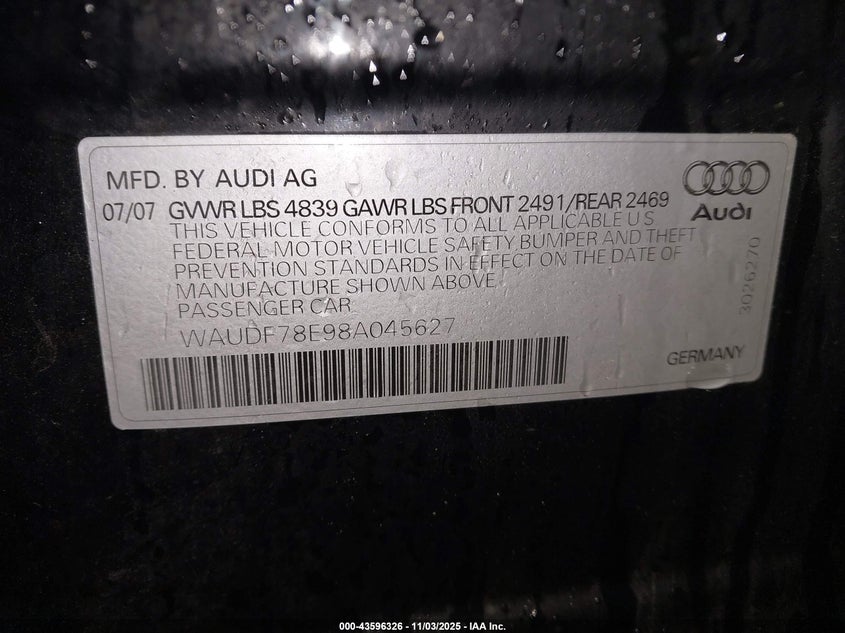 MFD. BY AUDI AG
07/07 GVWR LBS 4839 GAWR LBS FRONT 2491/REAR 2469
THIS VEHICLE CONFORMS TO ALL APPLICABLE U S
FEDERAL MOTOR VEHICLE SAFETY BUMPER AND THEFT
PREVENTION STANDARDS IN EFFECT ON THE DATE OF
MANUFACTURE SHOWN ABOVE
PASSENGER CAR
WAUDF78E98A045627
Audi
3026270
GERMANY
000-43596326 - 11/03/2025 - IAA Inc.